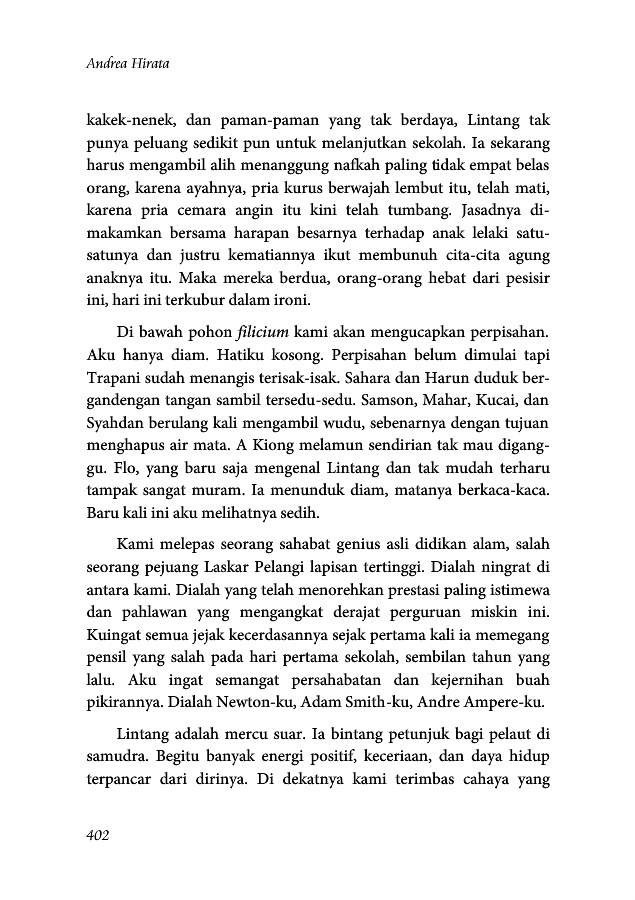 Andrea Hirata
kakek-nenek, dan paman-paman yang tak berdaya, Lintang tak
punya peluang sedikit pun untuk melanjutkan sekolah. Ia sekarang
harus mengambil alih menanggung nafkah paling tidak empat belas
orang, karena ayahnya, pria kurus berwajah lembut itu, telah mati,
karena pria cemara angin itu kini telah tumbang. Jasadnya di-
makamkan bersama harapan besarnya terhadap anak lelaki satu-
satunya dan justru kematiannya ikut membunuh cita-cita agung
anaknya itu. Maka mereka berdua, orang-orang hebat dari pesisir
ini, hari ini terkubur dalam ironi.
Di bawah pohon filicium kami akan mengucapkan perpisahan.
Aku hanya diam. Hatiku kosong. Perpisahan belum dimulai tapi
Trapani sudah menangis terisak-isak. Sahara dan Harun duduk ber-
gandengan tangan sambil tersedu-sedu. Samson, Mahar, Kucai, dan
Syahdan berulang kali mengambil wudu, sebenarnya dengan tujuan
menghapus air mata. A Kiong melamun sendirian tak mau digang-
gu. Flo, yang baru saja mengenal Lintang dan tak mudah terharu
tampak sangat muram. Ia menunduk diam, matanya berkaca-kaca.
Baru kali ini aku melihatnya sedih.
Kami melepas seorang sahabat genius asli didikan alam, salah
seorang pejuang Laskar Pelangi lapisan tertinggi. Dialah ningrat di
antara kami. Dialah yang telah menorehkan prestasi paling istimewa
dan pahlawan yang mengangkat derajat perguruan miskin ini.
Kuingat semua jejak kecerdasannya sejak pertama kali ia memegang
pensil yang salah pada hari pertama sekolah, sembilan tahun yang
lalu. Aku ingat semangat persahabatan dan kejernihan buah
pikirannya. Dialah Newton-ku, Adam Smith-ku, Andre Ampere-ku.
Lintang adalah mercu suar. Ia bintang petunjuk bagi pelaut di
samudra. Begitu banyak energi positif, keceriaan, dan daya hidup
terpancar dari dirinya. Di dekatnya kami terimbas cahaya yang
402